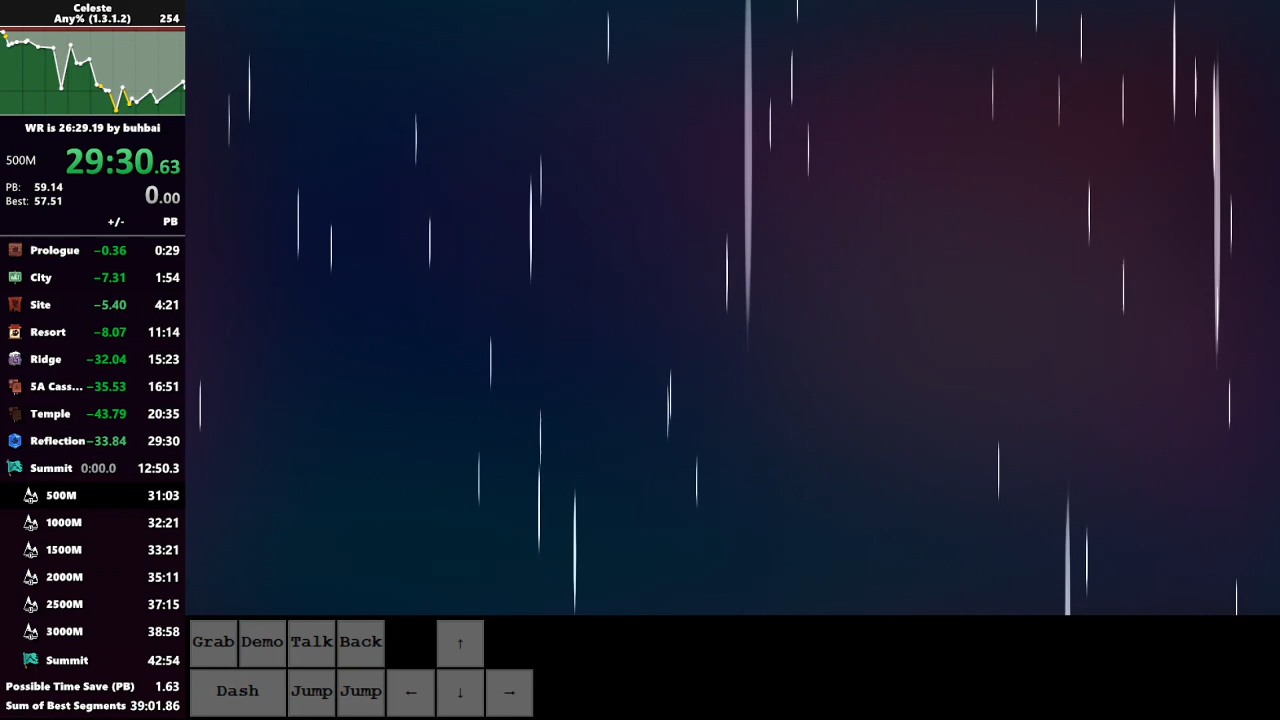 Celeste
Any% (1.3.1.2) 254
WR is 26:29.19 by buhbai
500M 29:30.63
PB: 59.14
Best: 57.51 0.00
+/- PB
Prologue -0.36 0:29
City -7.31 1:54
Site -5.40 4:21
Resort -8.07 11:14
Ridge -32.04 15:23
5A Cass... -35.53 16:51
Temple -43.79 20:35
Reflection -33.84 29:30
Summit 0:00.0 12:50.3
500M 31:03
1000M 32:21
1500M 33:21
2000M 35:11
2500M 37:15
3000M 38:58
Summit 42:54
Possible Time Save (PB) 1.63
Sum of Best Segments 39:01.86
Grab Demo Talk Back ↑
Dash Jump Jump ← ↓ →